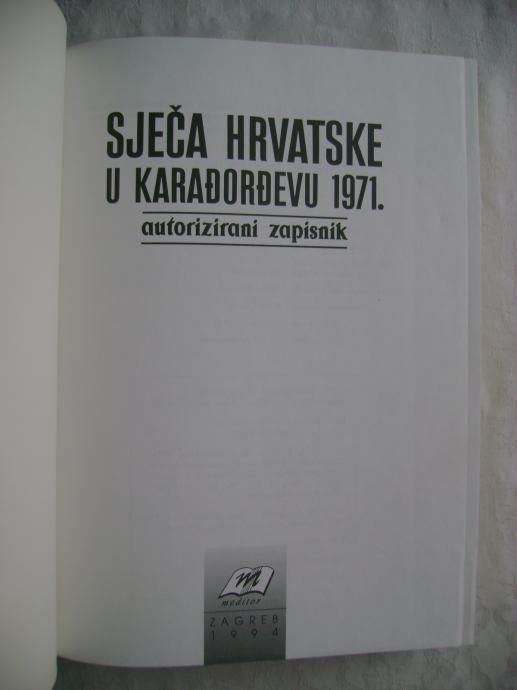 SJEČA HRVATSKE
U KARAĐORĐEVU 1971.
autorizirani zapisnik
m
meditor
ZAGREB
1994